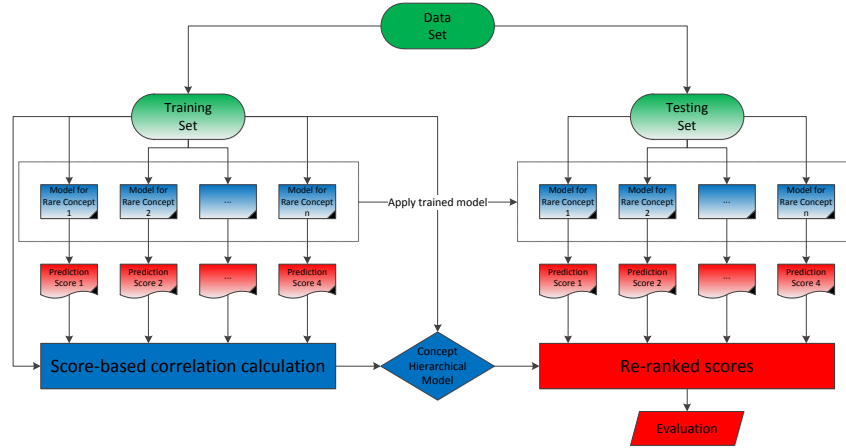 Data
Set
Training
Set
Testing
Set
Model for
Rare Concept
1
Model for
Rare Concept
2
...
Model for
Rare Concept
n
Apply trained model
Model for
Rare Concept
1
Model for
Rare Concept
2
...
Model for
Rare Concept
n
Prediction
Score 1
Prediction
Score 2
...
Prediction
Score 4
Prediction
Score 1
Prediction
Score 2
...
Prediction
Score 4
Score-based correlation calculation
Concept
Hierarchical
Model
Re-ranked scores
Evaluation